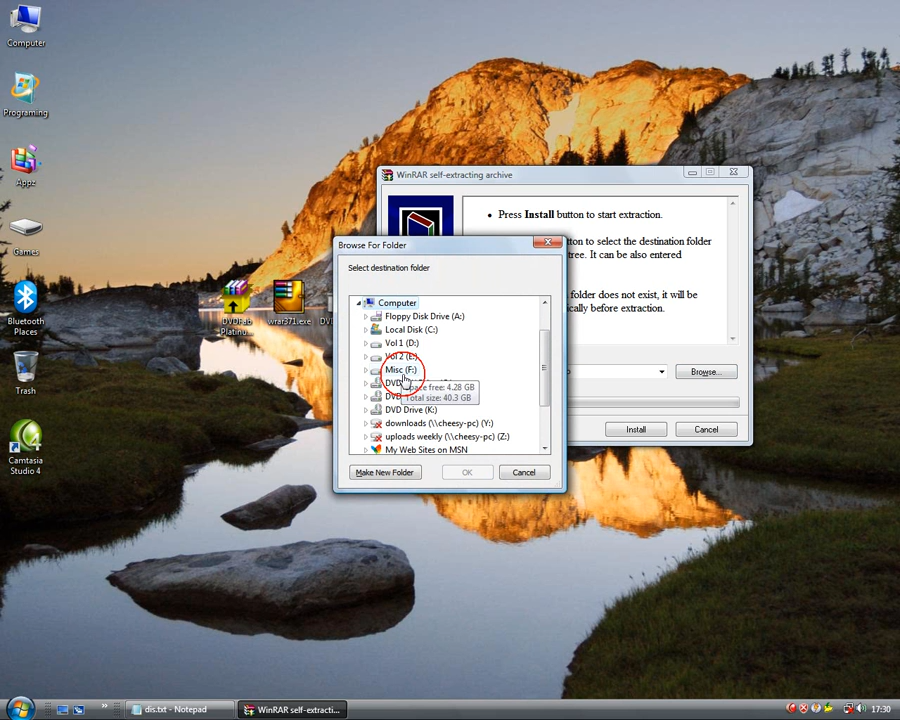 Computer
Programing
Appz
Games
Bluetooth
Places
Trash
Camtasia
Studio 4
DVDFab
Platinu...
wrar371.exe
WinRAR self-extracting archive
• Press Install button to start extraction.
tton to select the destination folder
tree. It can be also entered
folder does not exist, it will be
ically before extraction.
Browse...
Install
Cancel
Browse For Folder
Select destination folder
Computer
Floppy Disk Drive (A:)
Local Disk (C:)
Vol 1 (D:)
Vol 2 (E:)
Misc (F:)
Space free: 4.28 GB
Total size: 40.3 GB
DVD Drive (K:)
downloads (\\cheesy-pc) (Y:)
uploads weekly (\\cheesy-pc) (Z:)
My Web Sites on MSN
Make New Folder
OK
Cancel
dis.txt - Notepad
WinRAR self-extracti...
17:30